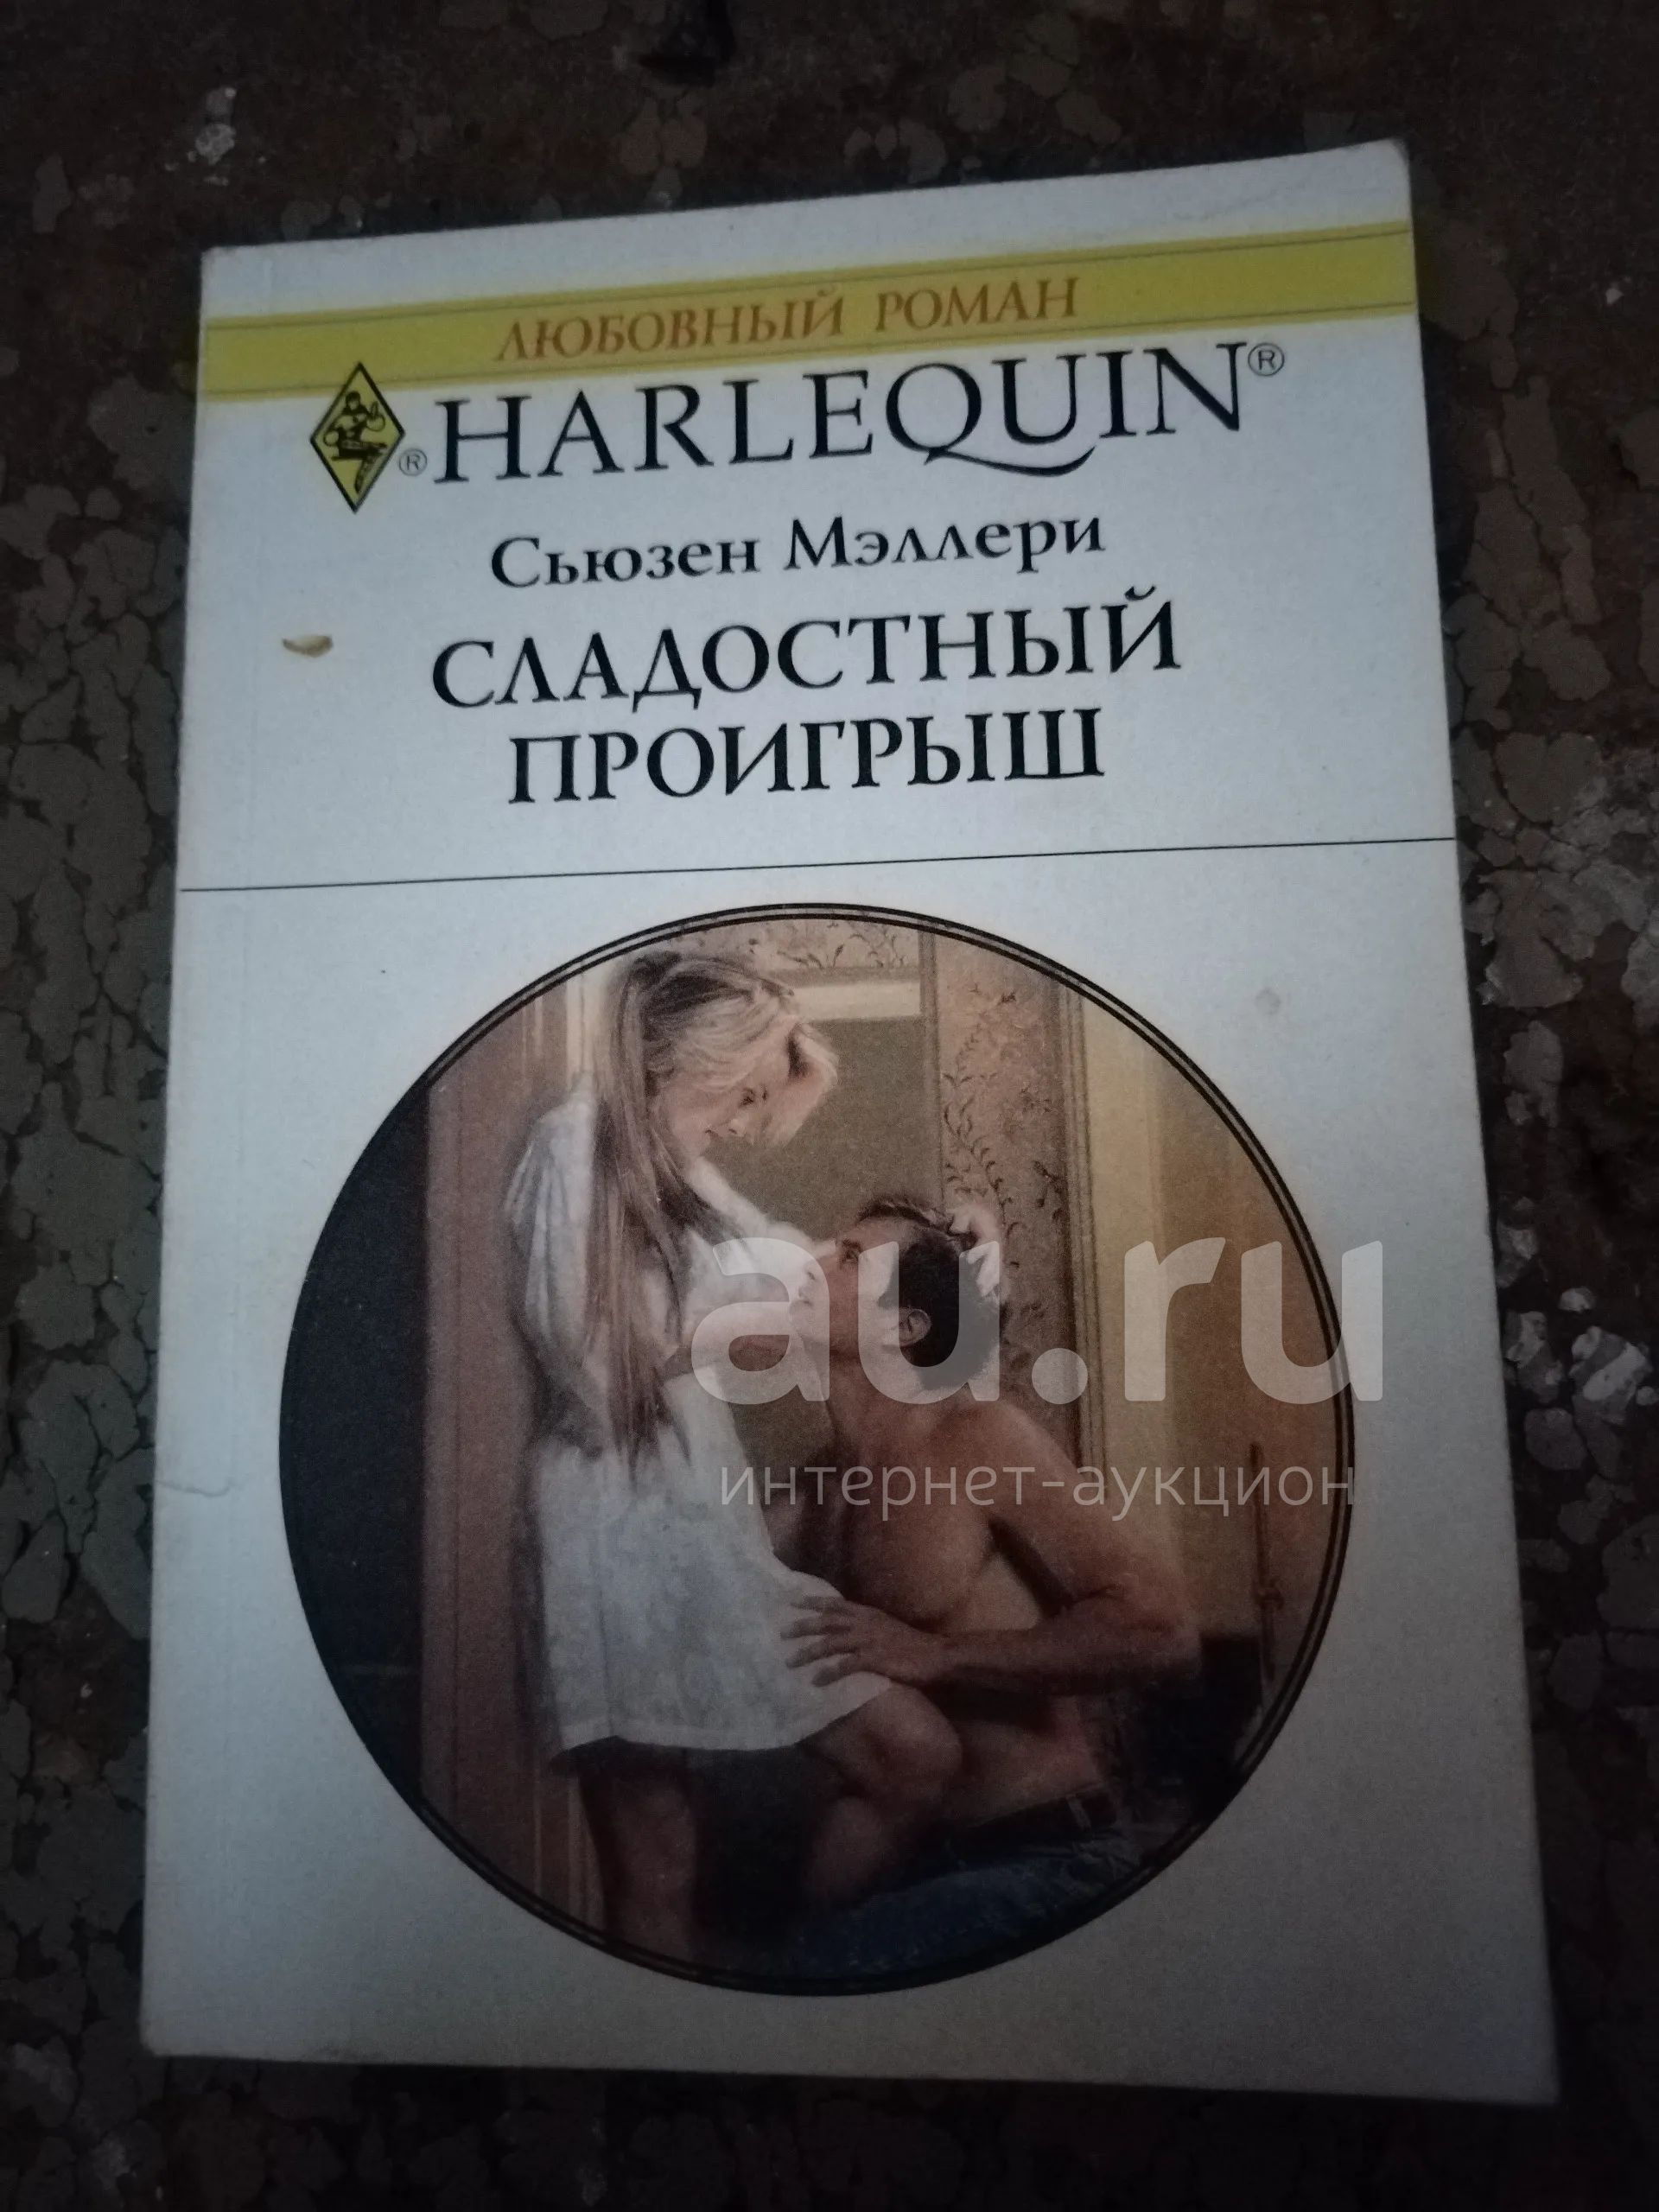 ЛЮБОВНЫЙ РОМАН
® HARLEQUIN®
Сьюзен Мэллери
СЛАДОСТНЫЙ
ПРОИГРЫШ
au.ru
интернет-аукцион